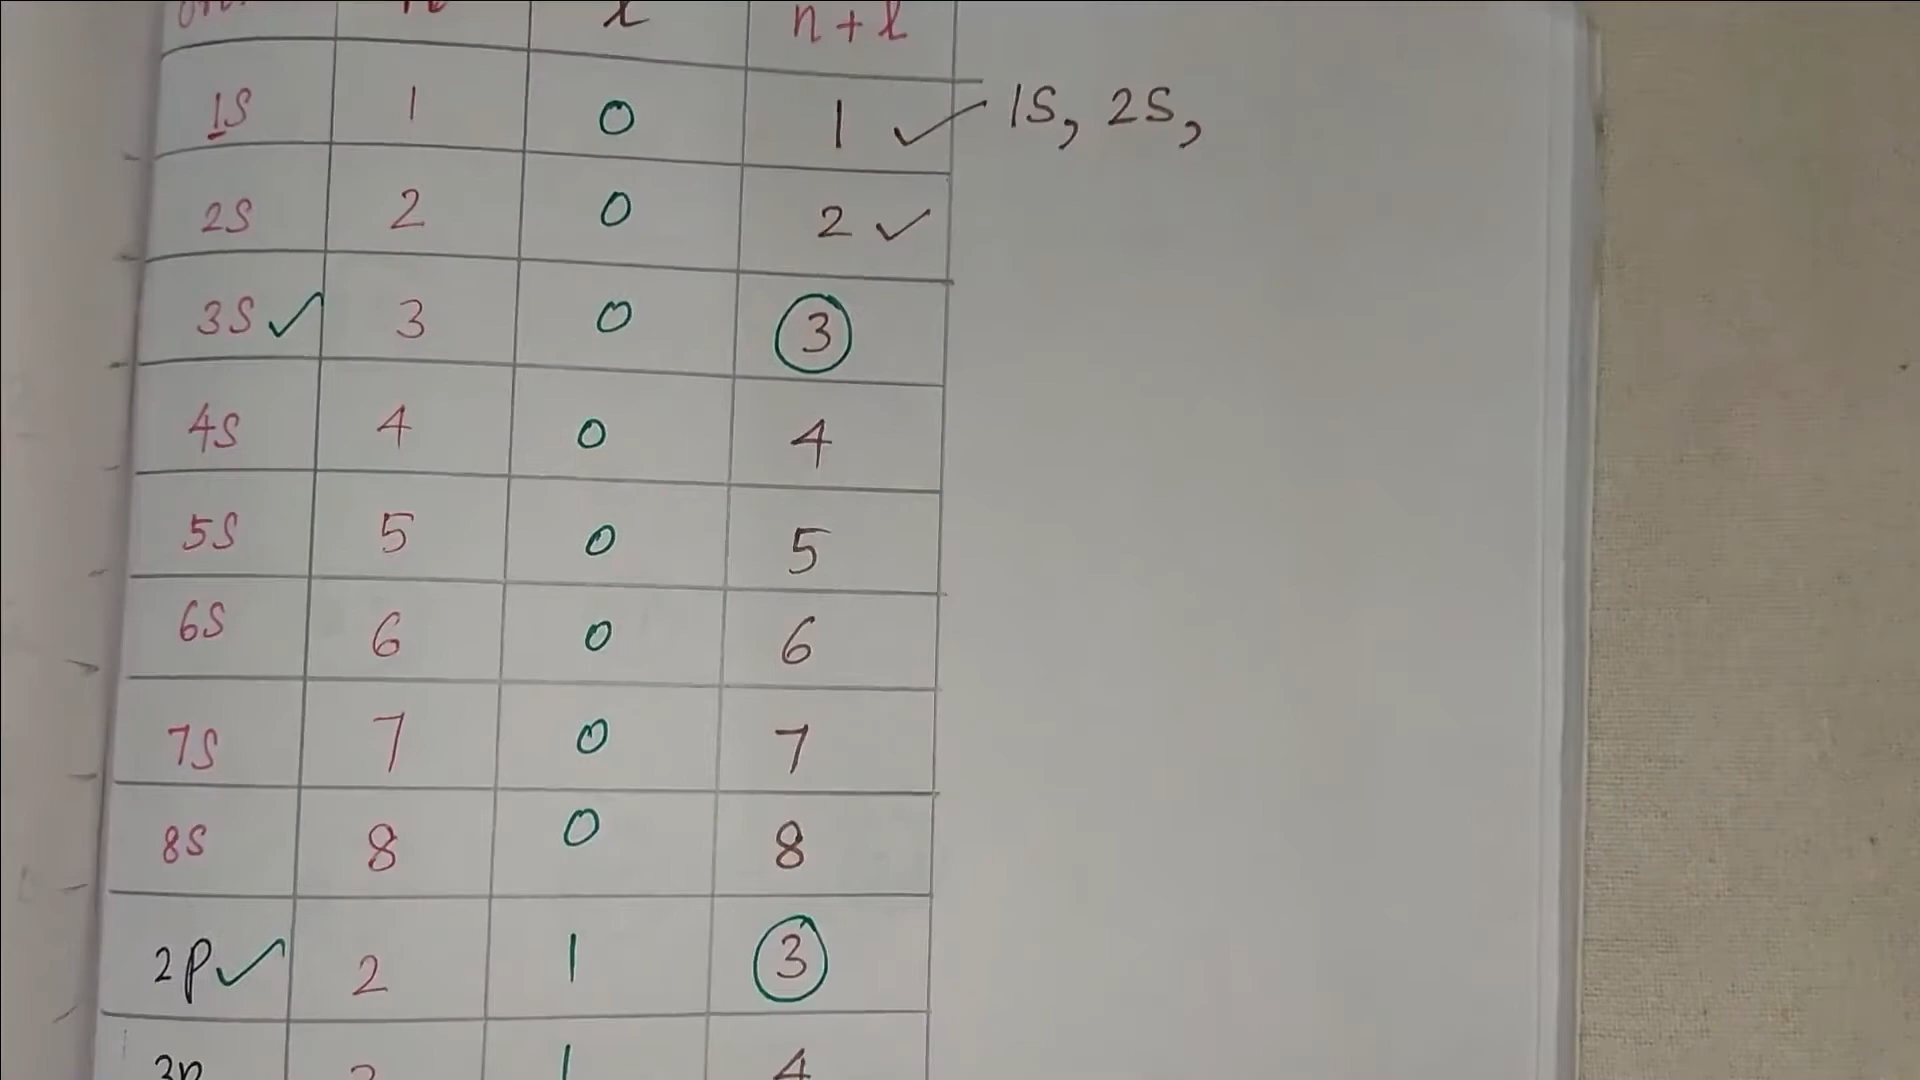 l n+l
1S 1 0 1 ✓ 1S, 2S,
2S 2 0 2 ✓
3S ✓ 3 0 3
4S 4 0 4
5S 5 0 5
6S 6 0 6
7S 7 0 7
8S 8 0 8
2p ✓ 2 1 3
3p 3 1 4